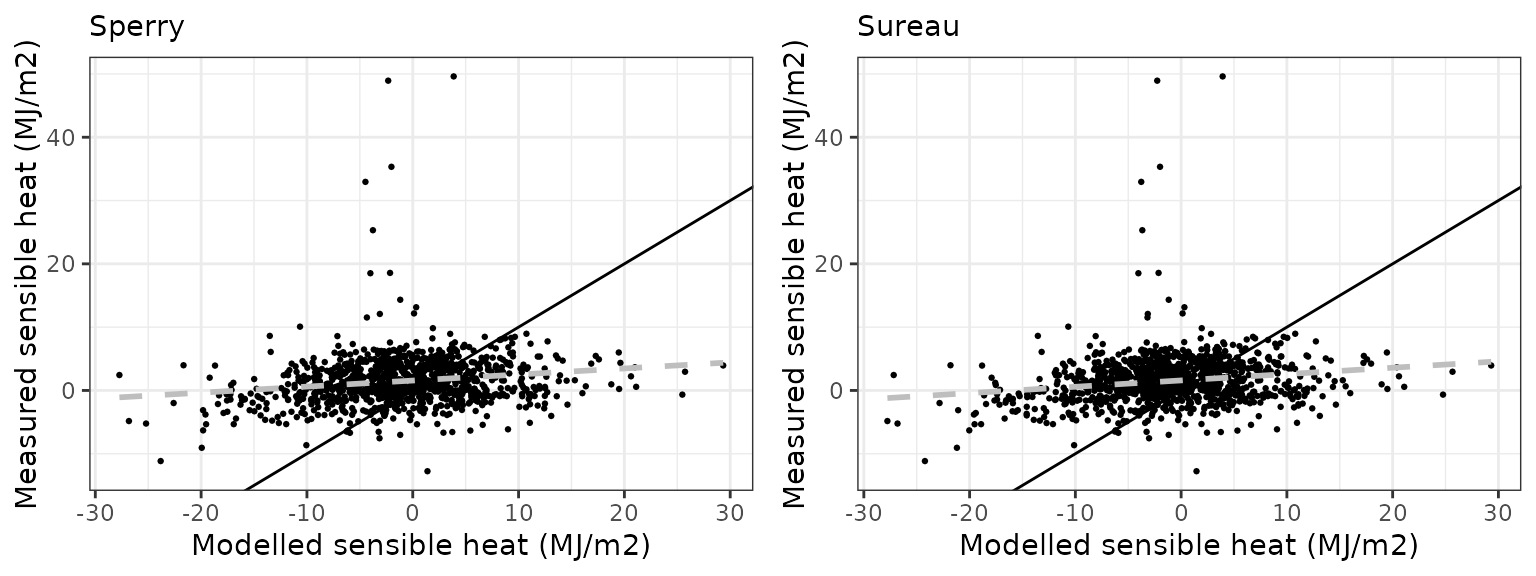 Sperry
Measured sensible heat (MJ/m2)
40
20
0
-30 -20 -10 0 10 20 30
Modelled sensible heat (MJ/m2)
Sureau
Measured sensible heat (MJ/m2)
40
20
0
-30 -20 -10 0 10 20 30
Modelled sensible heat (MJ/m2)